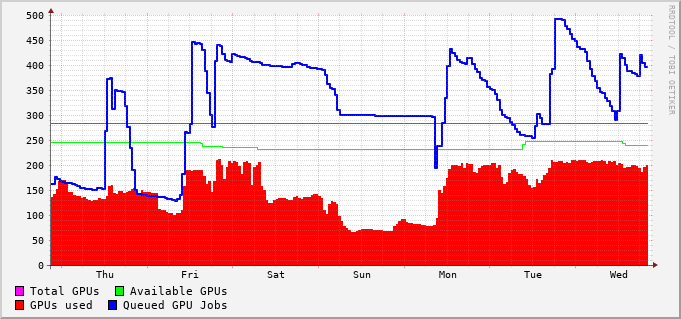 500
450
400
350
300
250
200
150
100
50
0
Thu Fri Sat Sun Mon Tue Wed
Total GPUs Available GPUs
GPUs used Queued GPU Jobs
RRDTOOL / TOBI OETIKER